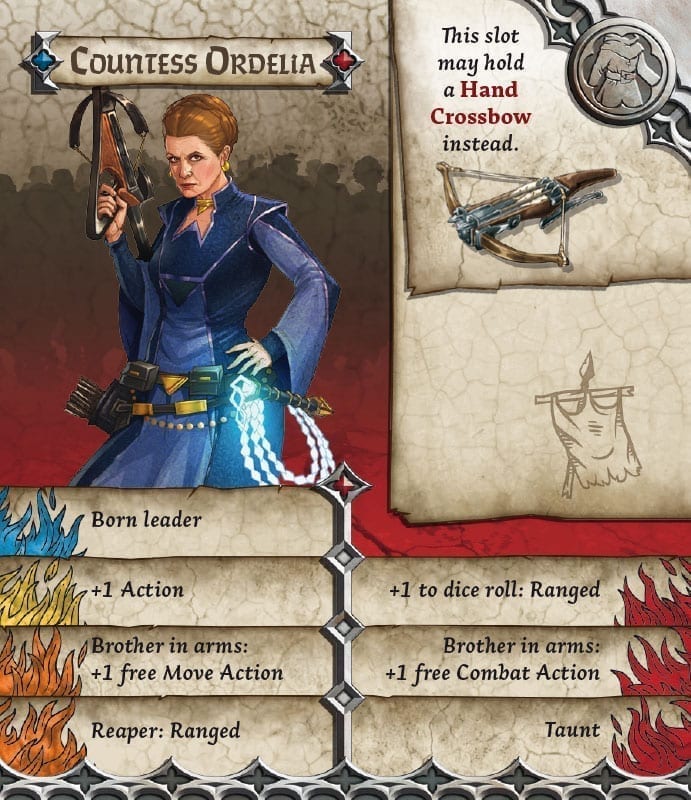 Countess Ordelia
This slot
may hold
a Hand
Crossbow
instead.
Born leader
+1 Action
+1 to dice roll: Ranged
Brother in arms:
+1 free Move Action
Brother in arms:
+1 free Combat Action
Reaper: Ranged
Taunt